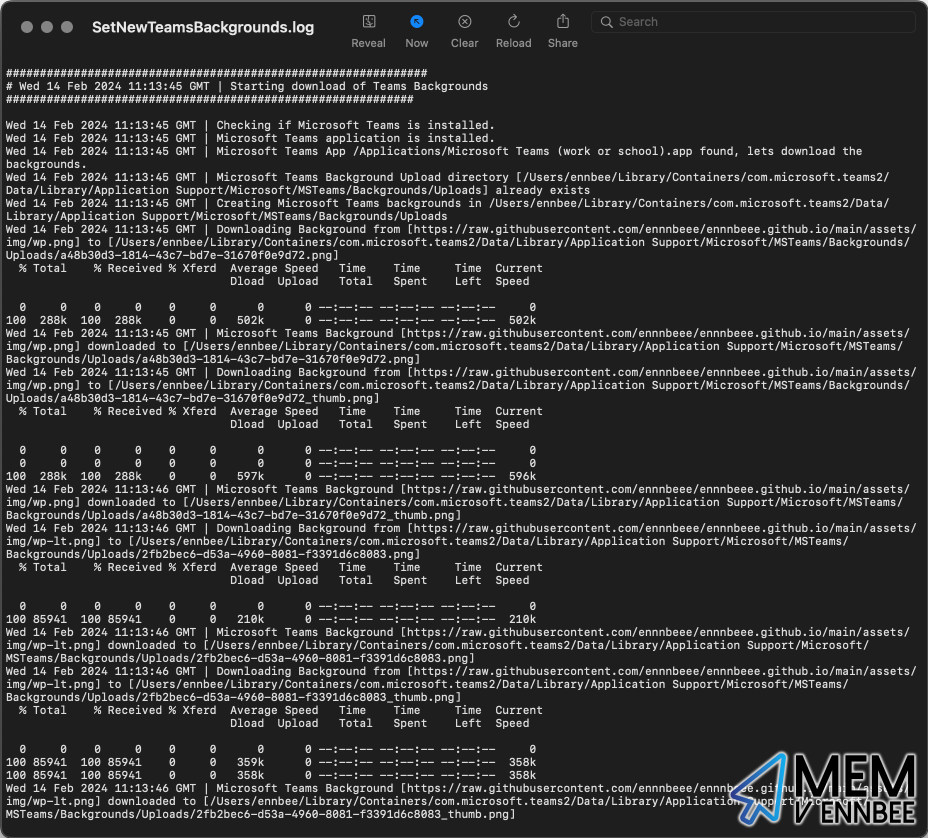 SetNewTeamsBackgrounds.log
Reveal Now Clear Reload Share Search
##############################################################
# Wed 14 Feb 2024 11:13:45 GMT | Starting download of Teams Backgrounds
############################################################
Wed 14 Feb 2024 11:13:45 GMT | Checking if Microsoft Teams is installed.
Wed 14 Feb 2024 11:13:45 GMT | Microsoft Teams application is installed.
Wed 14 Feb 2024 11:13:45 GMT | Microsoft Teams App /Applications/Microsoft Teams (work or school).app found, lets download the
backgrounds.
Wed 14 Feb 2024 11:13:45 GMT | Microsoft Teams Background Upload directory [/Users/ennbee/Library/Containers/com.microsoft.teams2/
Data/Library/Application Support/Microsoft/MSTeams/Backgrounds/Uploads] already exists
Wed 14 Feb 2024 11:13:45 GMT | Creating Microsoft Teams backgrounds in /Users/ennbee/Library/Containers/com.microsoft.teams2/Data/
Library/Application Support/Microsoft/MSTeams/Backgrounds/Uploads
Wed 14 Feb 2024 11:13:45 GMT | Downloading Background from [https://raw.githubusercontent.com/ennnbeee/ennnbeee.github.io/main/assets/
img/wp.png] to [/Users/ennbee/Library/Containers/com.microsoft.teams2/Data/Library/Application Support/Microsoft/MSTeams/Backgrounds/
Uploads/a48b30d3-1814-43c7-bd7e-31670f0e9d72.png]
% Total % Received % Xferd Average Speed Time Time Time Current
Dload Upload Total Spent Left Speed
0 0 0 0 0 0 0 0 --:--:-- --:--:-- --:--:-- 0
100 288k 100 288k 0 0 502k 0 --:--:-- --:--:-- --:--:-- 502k
Wed 14 Feb 2024 11:13:45 GMT | Microsoft Teams Background [https://raw.githubusercontent.com/ennnbeee/ennnbeee.github.io/main/assets/
img/wp.png] downloaded to [/Users/ennbee/Library/Containers/com.microsoft.teams2/Data/Library/Application Support/Microsoft/MSTeams/
Backgrounds/Uploads/a48b30d3-1814-43c7-bd7e-31670f0e9d72.png]
Wed 14 Feb 2024 11:13:45 GMT | Downloading Background from [https://raw.githubusercontent.com/ennnbeee/ennnbeee.github.io/main/assets/
img/wp.png] to [/Users/ennbee/Library/Containers/com.microsoft.teams2/Data/Library/Application Support/Microsoft/MSTeams/Backgrounds/
Uploads/a48b30d3-1814-43c7-bd7e-31670f0e9d72_thumb.png]
% Total % Received % Xferd Average Speed Time Time Time Current
Dload Upload Total Spent Left Speed
0 0 0 0 0 0 0 0 --:--:-- --:--:-- --:--:-- 0
0 0 0 0 0 0 0 0 --:--:-- --:--:-- --:--:-- 0
100 288k 100 288k 0 0 597k 0 --:--:-- --:--:-- --:--:-- 596k
Wed 14 Feb 2024 11:13:46 GMT | Microsoft Teams Background [https://raw.githubusercontent.com/ennnbeee/ennnbeee.github.io/main/assets/
img/wp.png] downloaded to [/Users/ennbee/Library/Containers/com.microsoft.teams2/Data/Library/Application Support/Microsoft/MSTeams/
Backgrounds/Uploads/a48b30d3-1814-43c7-bd7e-31670f0e9d72_thumb.png]
Wed 14 Feb 2024 11:13:46 GMT | Downloading Background from [https://raw.githubusercontent.com/ennnbeee/ennnbeee.github.io/main/assets/
img/wp-lt.png] to [/Users/ennbee/Library/Containers/com.microsoft.teams2/Data/Library/Application Support/Microsoft/MSTeams/
Backgrounds/Uploads/2fb2bec6-d53a-4960-8081-f3391d6c8083.png]
% Total % Received % Xferd Average Speed Time Time Time Current
Dload Upload Total Spent Left Speed
0 0 0 0 0 0 0 0 --:--:-- --:--:-- --:--:-- 0
100 85941 100 85941 0 0 210k 0 --:--:-- --:--:-- --:--:-- 210k
Wed 14 Feb 2024 11:13:46 GMT | Microsoft Teams Background [https://raw.githubusercontent.com/ennnbeee/ennnbeee.github.io/main/assets/
img/wp-lt.png] downloaded to [/Users/ennbee/Library/Containers/com.microsoft.teams2/Data/Library/Application Support/Microsoft/
MSTeams/Backgrounds/Uploads/2fb2bec6-d53a-4960-8081-f3391d6c8083.png]
Wed 14 Feb 2024 11:13:46 GMT | Downloading Background from [https://raw.githubusercontent.com/ennnbeee/ennnbeee.github.io/main/assets/
img/wp-lt.png] to [/Users/ennbee/Library/Containers/com.microsoft.teams2/Data/Library/Application Support/Microsoft/MSTeams/
Backgrounds/Uploads/2fb2bec6-d53a-4960-8081-f3391d6c8083_thumb.png]
% Total % Received % Xferd Average Speed Time Time Time Current
Dload Upload Total Spent Left Speed
0 0 0 0 0 0 0 0 --:--:-- --:--:-- --:--:-- 0
100 85941 100 85941 0 0 359k 0 --:--:-- --:--:-- --:--:-- 358k
100 85941 100 85941 0 0 358k 0 --:--:-- --:--:-- --:--:-- 358k
Wed 14 Feb 2024 11:13:46 GMT | Microsoft Teams Background [https://raw.githubusercontent.com/ennnbeee/
img/wp-lt.png] downloaded to [/Users/ennbee/Library/Containers/com.microsoft.teams2/Data/Library/
MSTeams/Backgrounds/Uploads/2fb2bec6-d53a-4960-8081-f3391d6c8083_thumb.png]
MEM
VENNBEE